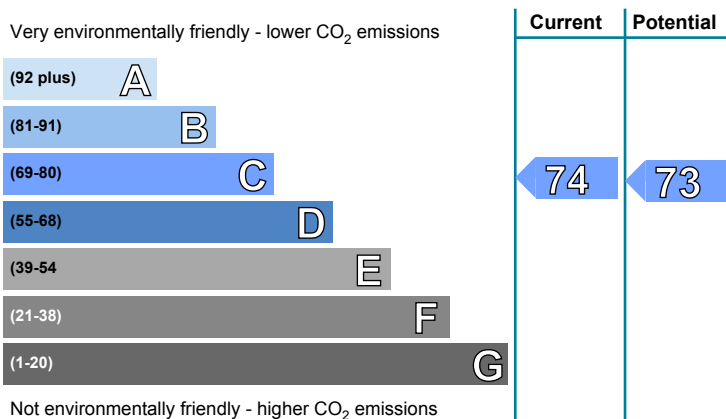 Very environmentally friendly - lower CO2 emissions
Current
Potential
(92 plus) A
(81-91) B
(69-80) C
74
73
(55-68) D
(39-54 E
(21-38) F
(1-20) G
Not environmentally friendly - higher CO2 emissions